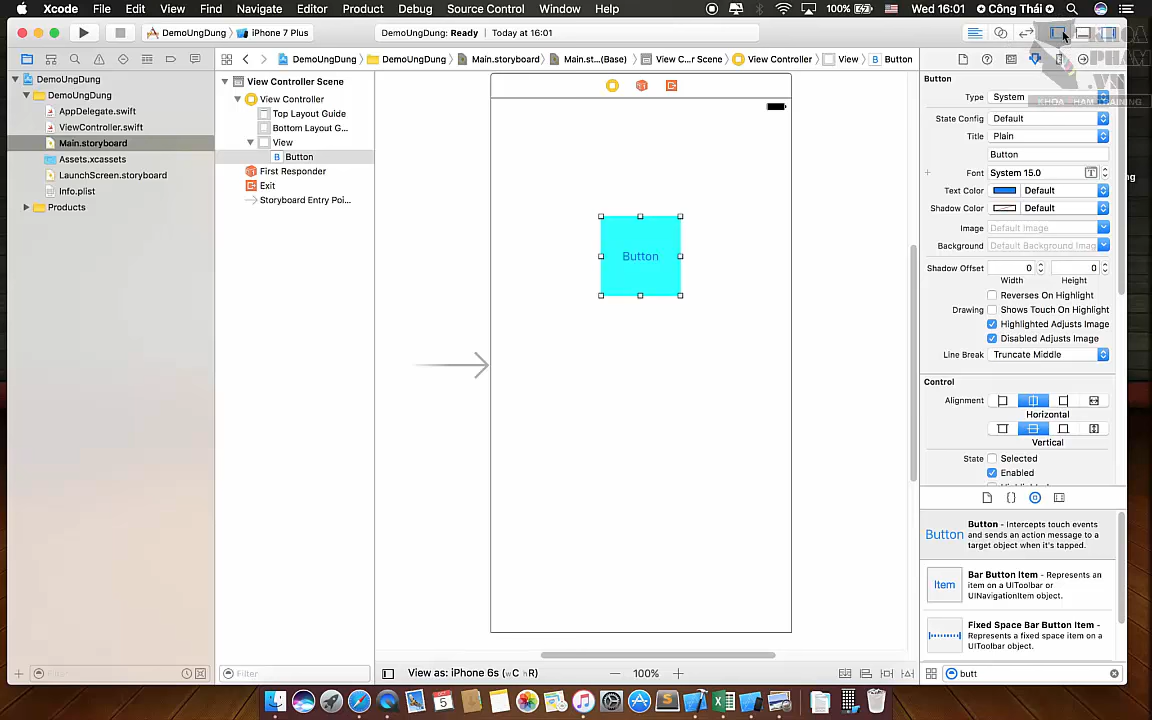 Xcode File Edit View Find Navigate Editor Product Debug Source Control Window Help 100% Wed 16:01 Công Thái
DemoUngDung iPhone 7 Plus
DemoUngDung: Ready Today at 16:01
KHOA
PHAM
.VN
TRAINING
DemoUngDung DemoUngDung Main.storyboard Main.st...(Base) View C...r Scene View Controller View B Button
DemoUngDung
DemoUngDung
AppDelegate.swift
ViewController.swift
Main.storyboard
Assets.xcassets
LaunchScreen.storyboard
Info.plist
Products
View Controller Scene
View Controller
Top Layout Guide
Bottom Layout G...
View
B Button
First Responder
Exit
Storyboard Entry Poi...
Button
Button
Type System
State Config Default
Title Plain
Button
Font System 15.0
Text Color Default
Shadow Color Default
Image Default Image
Background Default Background Imag
Shadow Offset 0 0
Width Height
Reverses On Highlight
Drawing Shows Touch On Highlight
Highlighted Adjusts Image
Disabled Adjusts Image
Line Break Truncate Middle
Control
Alignment
Horizontal
Vertical
State Selected
Enabled
Button
Button - Intercepts touch events
and sends an action message to a
target object when it's tapped.
Item
Bar Button Item - Represents an
item on a UIToolbar or
UINavigationItem object.
Fixed Space Bar Button Item -
Represents a fixed space item on a
UIToolbar object.
Filter
Filter
View as: iPhone 6s (wC hR)
100%
butt
5